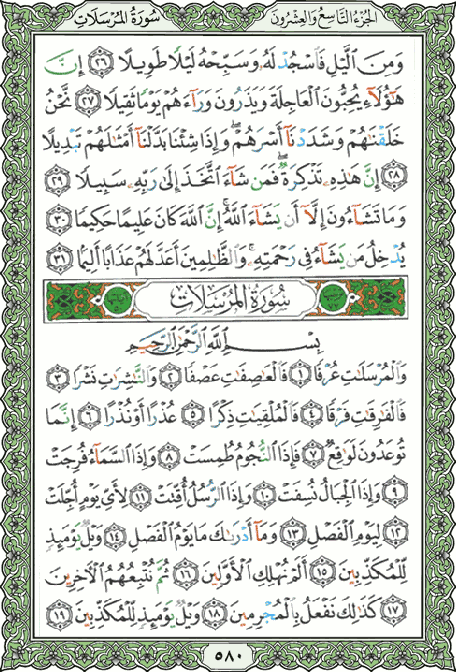 الجزء التاسع والعشرون
سورة المرسلات
وَمِنَ ٱلَّيۡلِ فَٱسۡجُدۡ لَهُۥ وَسَبِّحۡهُ لَيۡلٗا طَوِيلًا ٢٦ إِنَّ
هَٰٓؤُلَآءِ يُحِبُّونَ ٱلۡعَاجِلَةَ وَيَذَرُونَ وَرَآءَهُمۡ يَوۡمٗا ثَقِيلٗا ٢٧ نَّحۡنُ
خَلَقۡنَٰهُمۡ وَشَدَدۡنَآ أَسۡرَهُمۡۖ وَإِذَا شِئۡنَا بَدَّلۡنَآ أَمۡثَٰلَهُمۡ تَبۡدِيلًا
٢٨ إِنَّ هَٰذِهِۦ تَذۡكِرَةٞۖ فَمَن شَآءَ ٱتَّخَذَ إِلَىٰ رَبِّهِۦ سَبِيلٗا ٢٩
وَمَا تَشَآءُونَ إِلَّآ أَن يَشَآءَ ٱللَّهُۚ إِنَّ ٱللَّهَ كَانَ عَلِيمًا حَكِيمٗا ٣٠
يُدۡخِلُ مَن يَشَآءُ فِي رَحۡمَتِهِۦۚ وَٱلظَّٰلِمِينَ أَعَدَّ لَهُمۡ عَذَابًا أَلِيمَۢا ٣١
سُورَةُ المُرۡسَلَات
بِسۡمِ ٱللَّهِ ٱلرَّحۡمَٰنِ ٱلرَّحِيمِ
وَٱلۡمُرۡسَلَٰتِ عُرۡفٗا ١ فَٱلۡعَٰصِفَٰتِ عَصۡفٗا ٢ وَٱلنَّٰشِرَٰتِ نَشۡرٗا ٣
فَٱلۡفَٰرِقَٰتِ فَرۡقٗا ٤ فَٱلۡمُلۡقِيَٰتِ ذِكۡرًا ٥ عُذۡرًا أَوۡ نُذۡرًا ٦ إِنَّمَا
تُوعَدُونَ لَوَٰقِعٞ ٧ فَإِذَا ٱلنُّجُومُ طُمِسَتۡ ٨ وَإِذَا ٱلسَّمَآءُ فُرِجَتۡ
٩ وَإِذَا ٱلۡجِبَالُ نُسِفَتۡ ١٠ وَإِذَا ٱلرُّسُلُ أُقِّتَتۡ ١١ لِأَيِّ يَوۡمٍ أُجِّلَتۡ
١٢ لِيَوۡمِ ٱلۡفَصۡلِ ١٣ وَمَآ أَدۡرَىٰكَ مَا يَوۡمُ ٱلۡفَصۡلِ ١٤ وَيۡلٞ يَوۡمَئِذٖ
لِّلۡمُكَذِّبِينَ ١٥ أَلَمۡ نُهۡلِكِ ٱلۡأَوَّلِينَ ١٦ ثُمَّ نُتۡبِعُهُمُ ٱلۡأٓخِرِينَ
١٧ كَذَٰلِكَ نَفۡعَلُ بِٱلۡمُجۡرِمِينَ ١٨ وَيۡلٞ يَوۡمَئِذٖ لِّلۡمُكَذِّبِينَ ١٩
٥٨٠